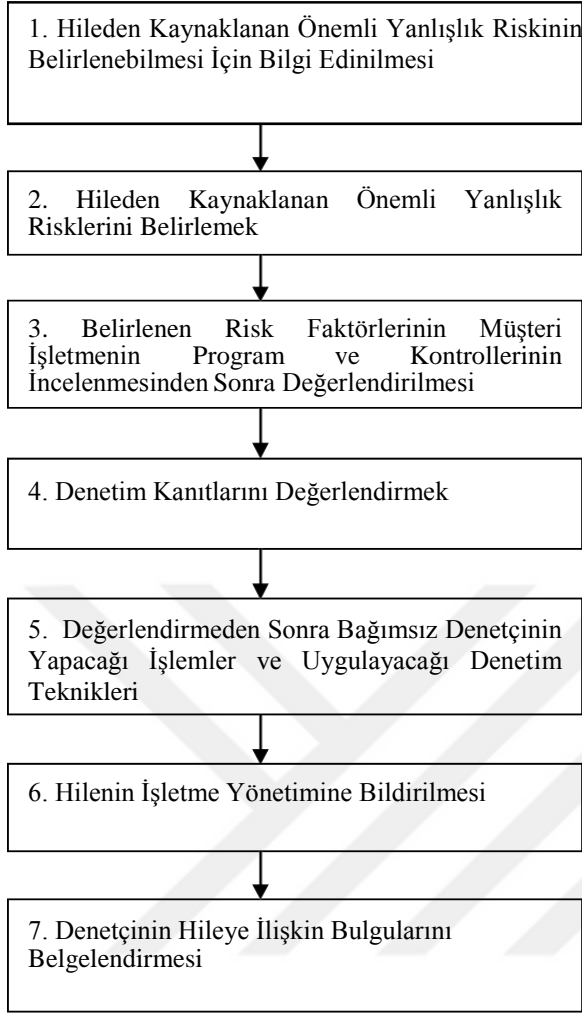 1. Hileden Kaynaklanan Önemli Yanlışlık Riskinin
Belirlenebilmesi İçin Bilgi Edinilmesi
2. Hileden Kaynaklanan Önemli Yanlışlık
Risklerini Belirlemek
3. Belirlenen Risk Faktörlerinin Müşteri
İşletmenin Program ve Kontrollerinin
İncelenmesinden Sonra Değerlendirilmesi
4. Denetim Kanıtlarını Değerlendirmek
5. Değerlendirmeden Sonra Bağımsız Denetçinin
Yapacağı İşlemler ve Uygulayacağı Denetim
Teknikleri
6. Hilenin İşletme Yönetimine Bildirilmesi
7. Denetçinin Hileye İlişkin Bulgularını
Belgelendirmesi